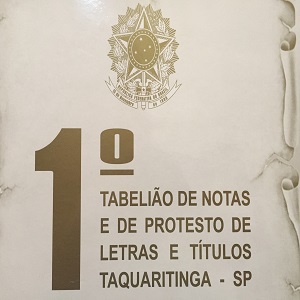 1º
TABELIÃO DE NOTAS
E DE PROTESTO DE
LETRAS E TÍTULOS
TAQUARITINGA - SP